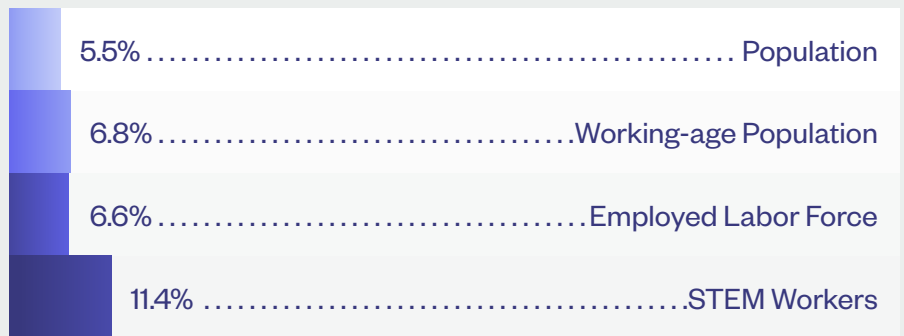 5.5% ..................................................... Population
6.8% ......................................Working-age Population
6.6% .......................................Employed Labor Force
11.4% ............................................STEM Workers